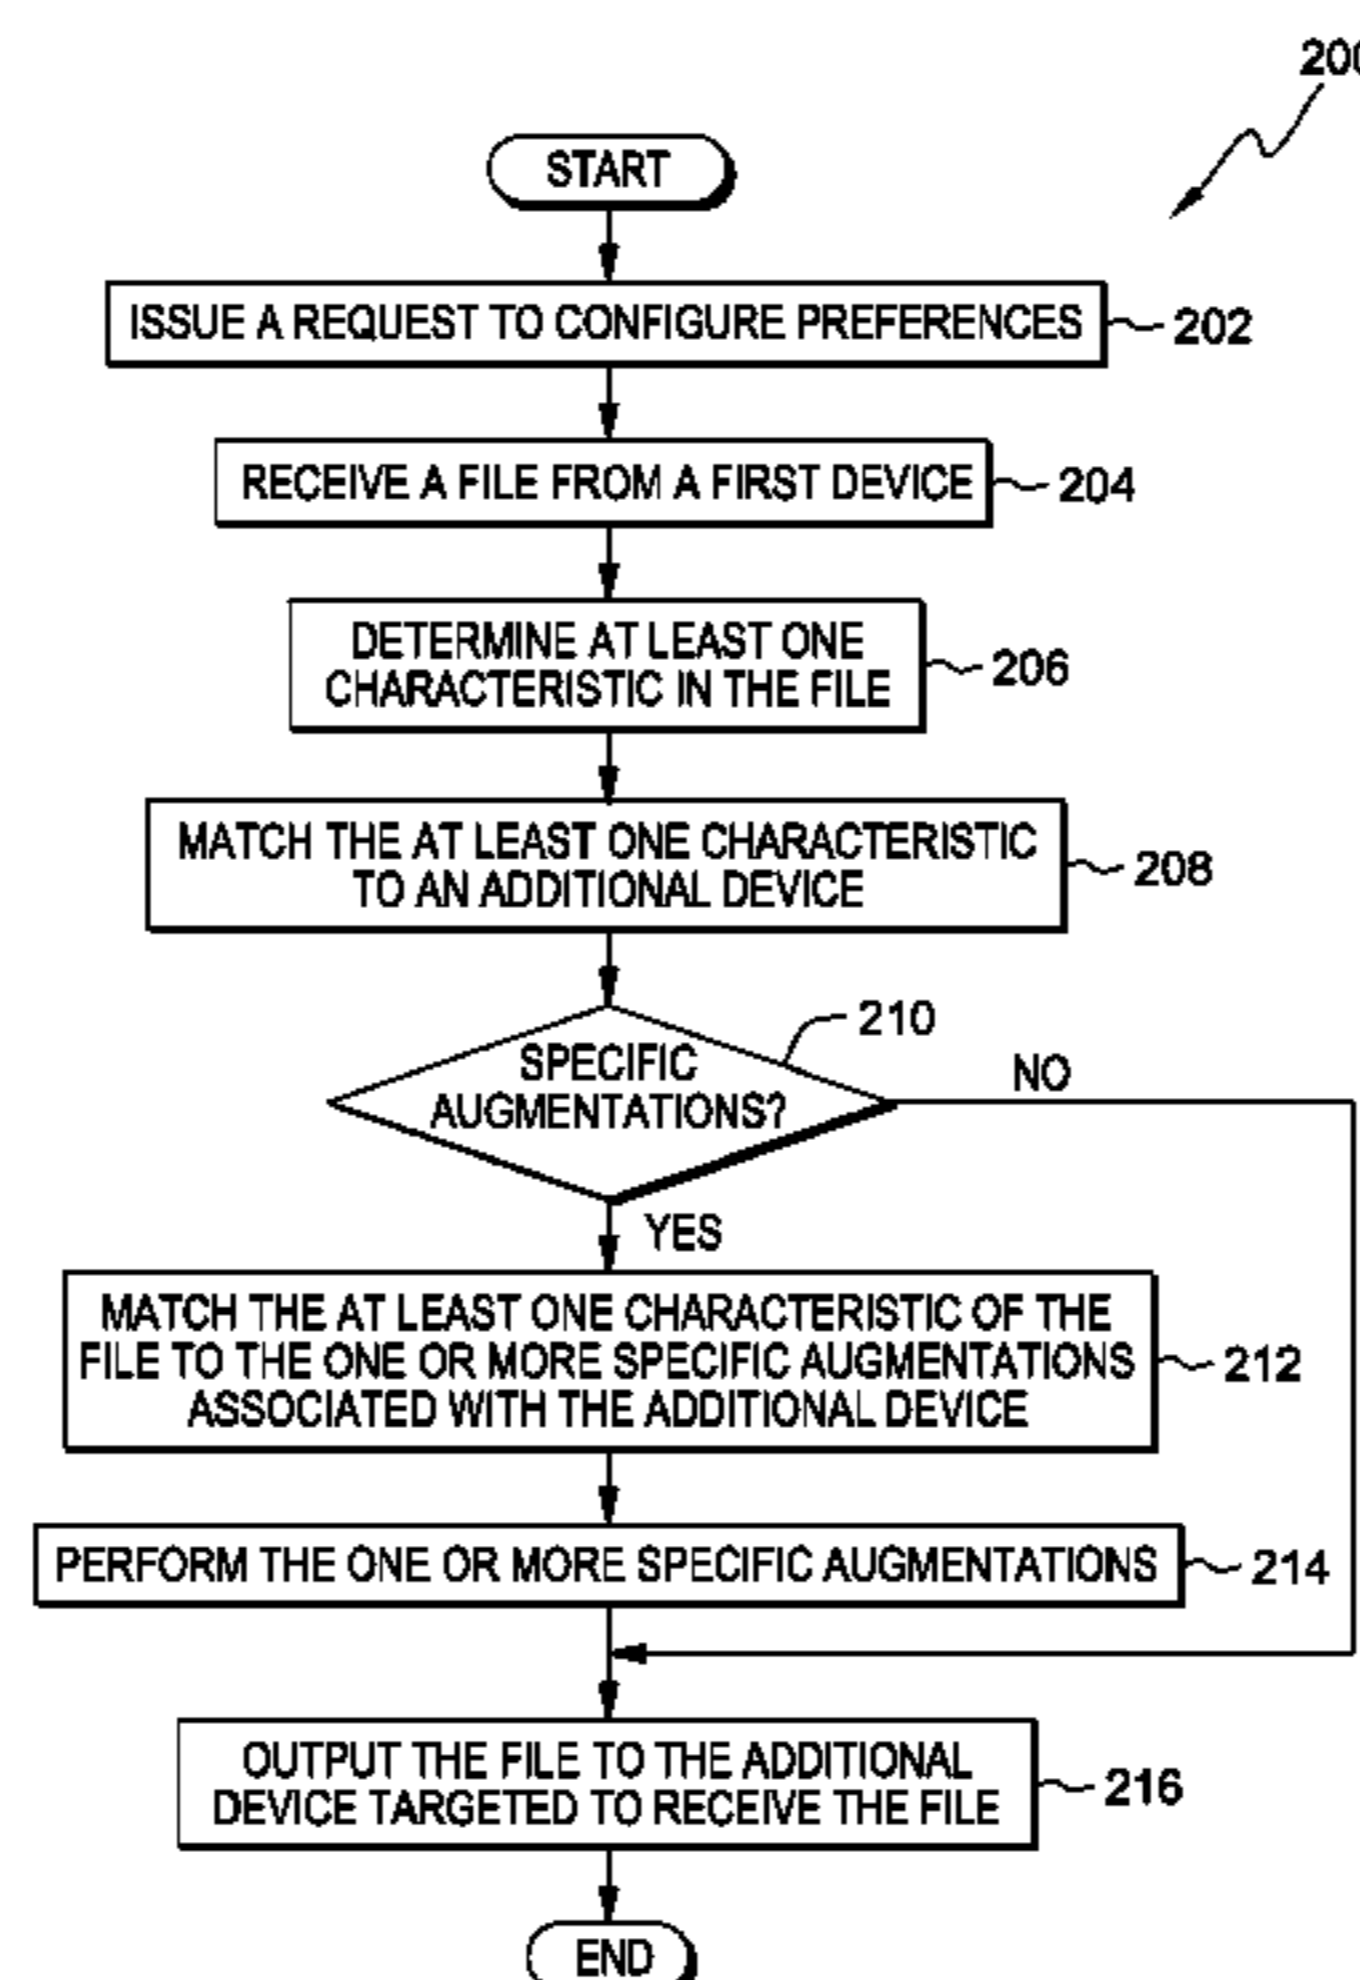 200
START
ISSUE A REQUEST TO CONFIGURE PREFERENCES
202
RECEIVE A FILE FROM A FIRST DEVICE
204
DETERMINE AT LEAST ONE
CHARACTERISTIC IN THE FILE
206
MATCH THE AT LEAST ONE CHARACTERISTIC
TO AN ADDITIONAL DEVICE
208
210
SPECIFIC
AUGMENTATIONS?
NO
YES
MATCH THE AT LEAST ONE CHARACTERISTIC OF THE
FILE TO THE ONE OR MORE SPECIFIC AUGMENTATIONS
ASSOCIATED WITH THE ADDITIONAL DEVICE
212
PERFORM THE ONE OR MORE SPECIFIC AUGMENTATIONS
214
OUTPUT THE FILE TO THE ADDITIONAL
DEVICE TARGETED TO RECEIVE THE FILE
216
END